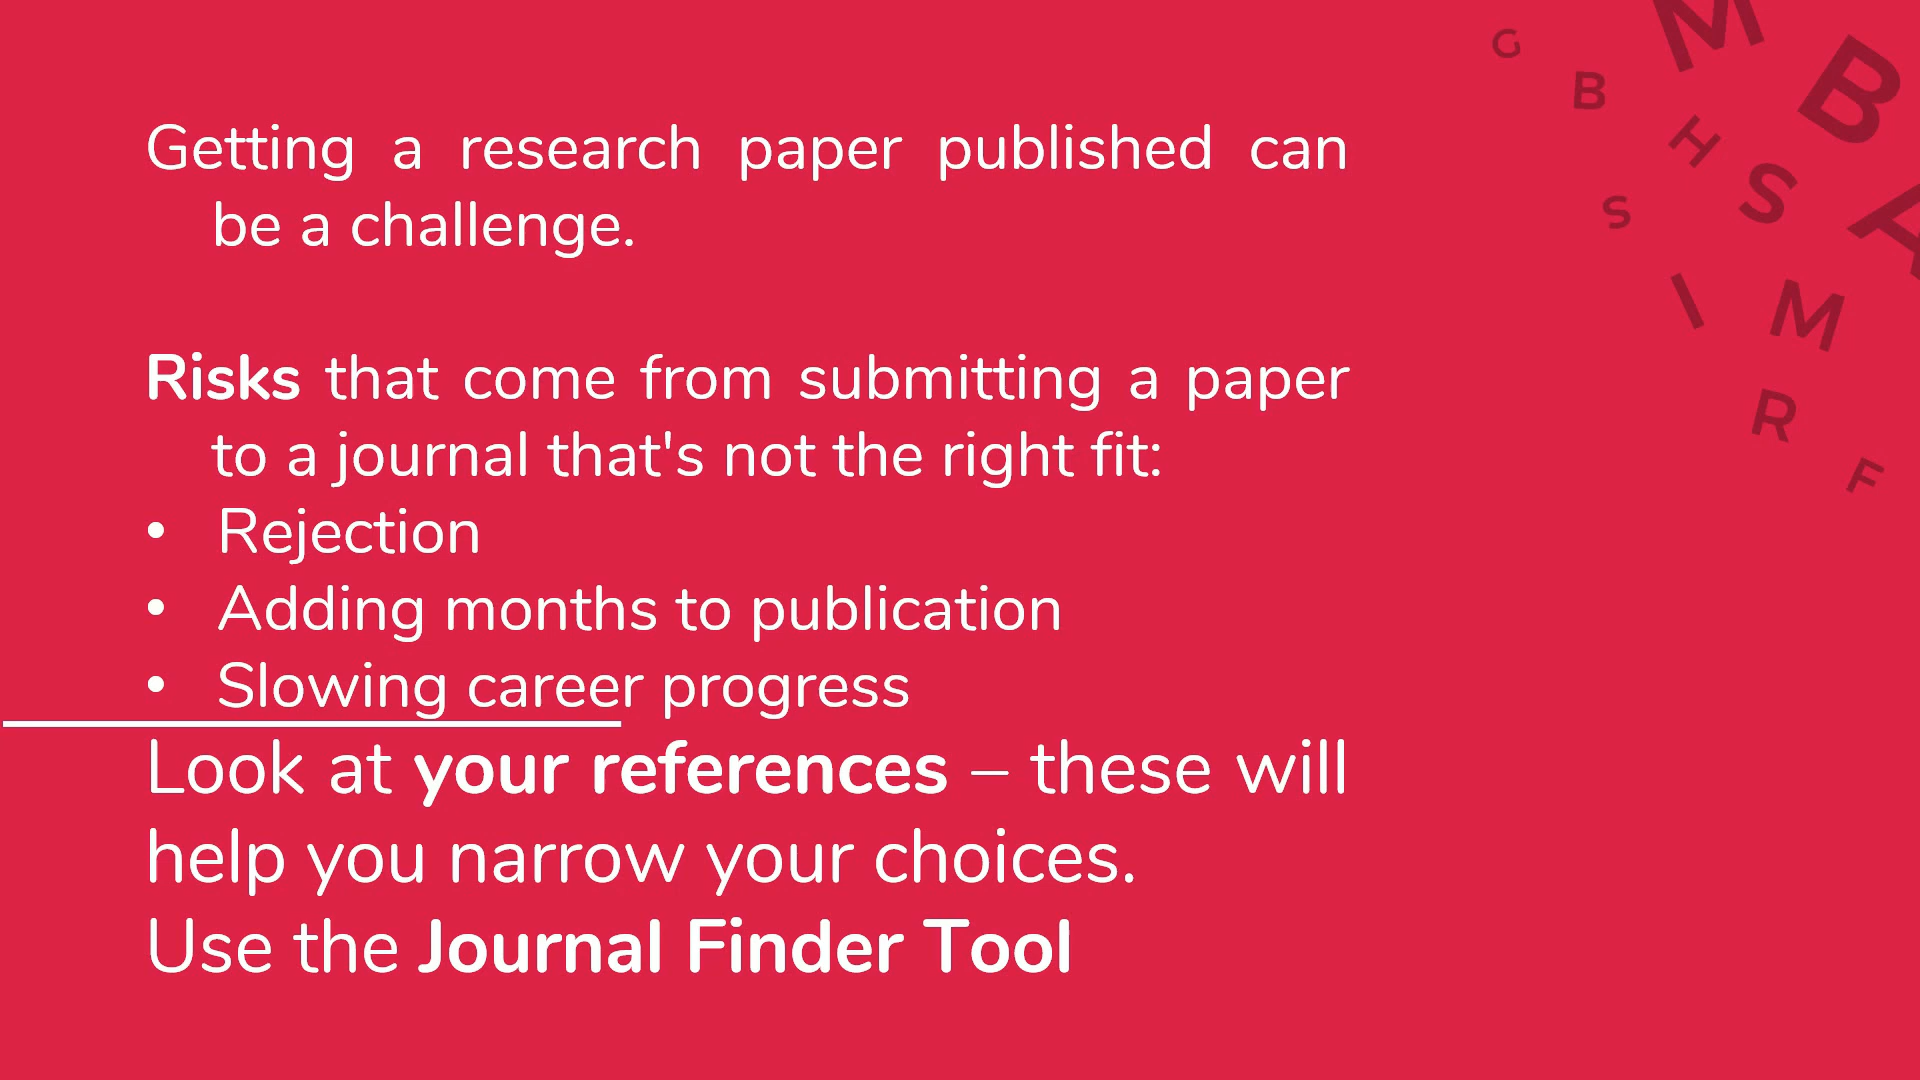 Getting a research paper published can
be a challenge.
Risks that come from submitting a paper
to a journal that's not the right fit:
• Rejection
• Adding months to publication
• Slowing career progress
Look at your references – these will
help you narrow your choices.
Use the Journal Finder Tool
G
M
B
B
H
S
S
A
I
M
R
F